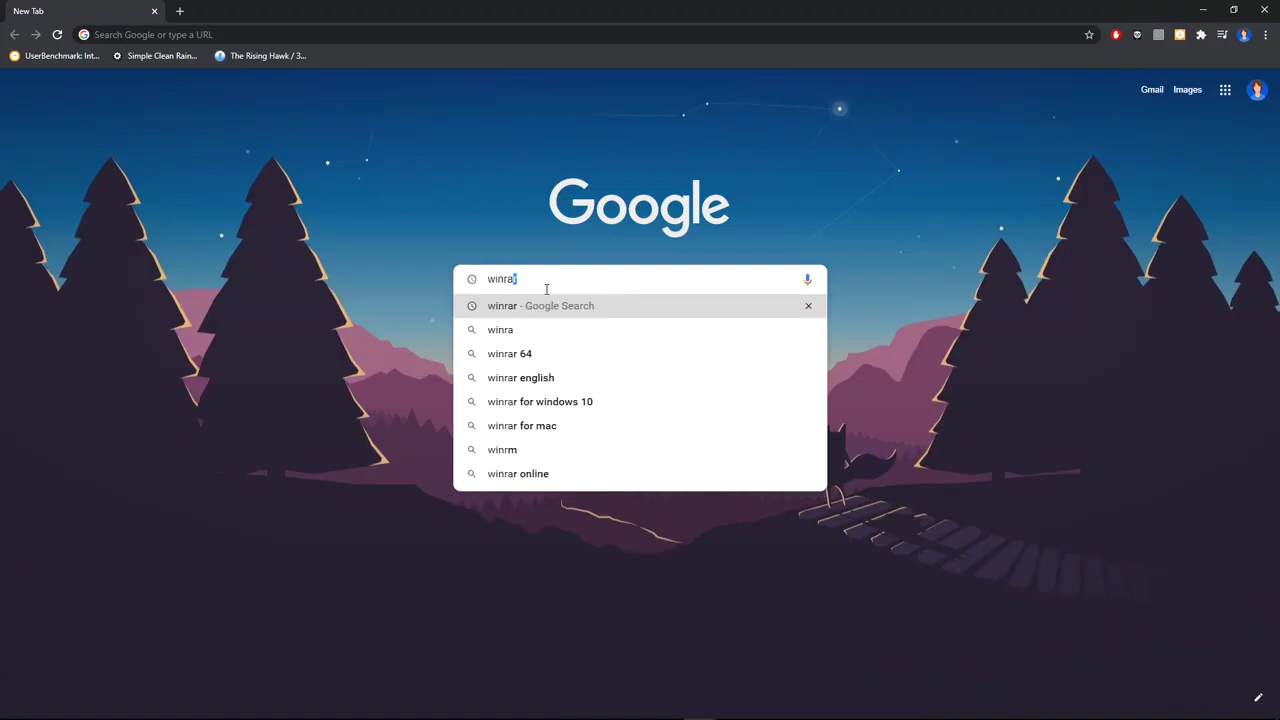 New Tab
Search Google or type a URL
UserBenchmark: Int...
Simple Clean Rain...
The Rising Hawk / 3...
Gmail
Images
Google
winrar
winrar - Google Search
winra
winrar 64
winrar english
winrar for windows 10
winrar for mac
winrm
winrar online